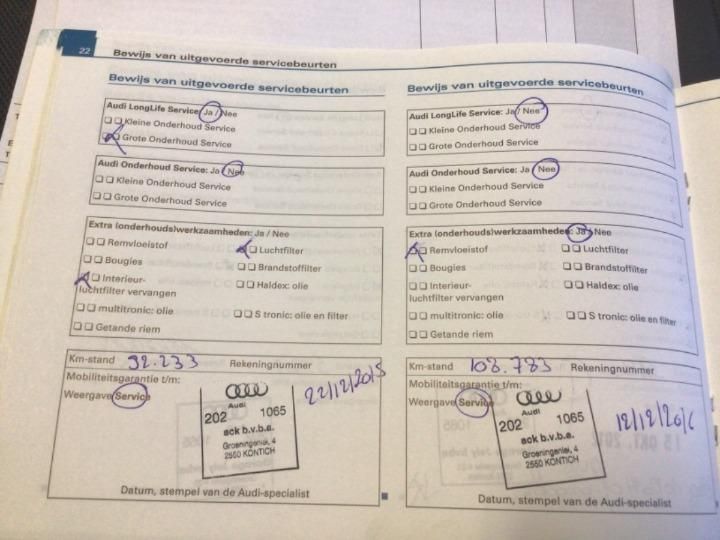 22
Bewijs van uitgevoerde servicebeurten
Bewijs van uitgevoerde servicebeurten
Audi LongLife Service: Ja / Nee
Kleine Onderhoud Service
Grote Onderhoud Service
Audi Onderhoud Service: Ja / Nee
Kleine Onderhoud Service
Grote Onderhoud Service
Extra (onderhouds)werkzaamheden: Ja / Nee
Remvloeistof
Luchtfilter
Bougies
Brandstoffilter
Interieur-
luchtfilter vervangen
Haldex: olie
multitronic: olie
S tronic: olie en filter
Getande riem
Km-stand 92.233 Rekeningnummer
Mobiliteitsgarantie t/m:
Weergave Service
22/12/2015
Audi
202 1065
ack b.v.b.a.
Groeningenlei, 4
2550 KONTICH
Datum, stempel van de Audi-specialist
Bewijs van uitgevoerde servicebeurten
Audi LongLife Service: Ja / Nee
Kleine Onderhoud Service
Grote Onderhoud Service
Audi Onderhoud Service: Ja / Nee
Kleine Onderhoud Service
Grote Onderhoud Service
Extra (onderhouds)werkzaamheden: Ja / Nee
Remvloeistof
Luchtfilter
Bougies
Brandstoffilter
Interieur-
luchtfilter vervangen
Haldex: olie
multitronic: olie
S tronic: olie en filter
Getande riem
Km-stand 108.783 Rekeningnummer
Mobiliteitsgarantie t/m:
Weergave Service
12/12/2016
Audi
202 1065
ack b.v.b.a.
Groeningenlei, 4
2550 KONTICH
Datum, stempel van de Audi-specialist